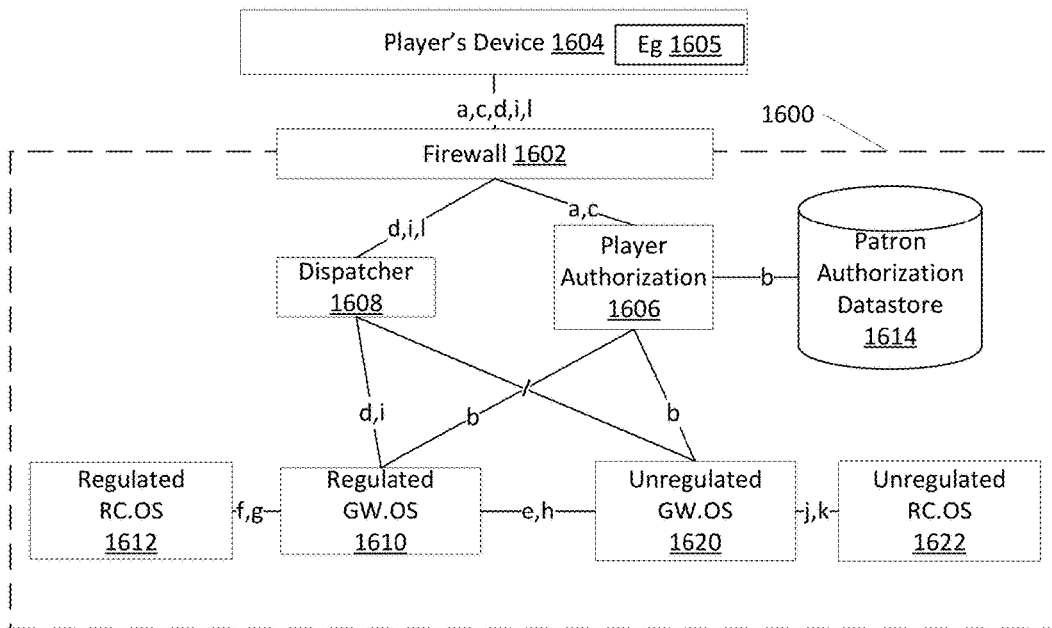 Player's Device 1604
Eg 1605
a,c,d,i,l
1600
Firewall 1602
d,i,l
a,c
Dispatcher
1608
Player
Authorization
1606
b
Patron
Authorization
Datastore
1614
l
d,i
b
b
Regulated
RC.OS
1612
f,g
Regulated
GW.OS
1610
e,h
Unregulated
GW.OS
1620
j,k
Unregulated
RC.OS
1622